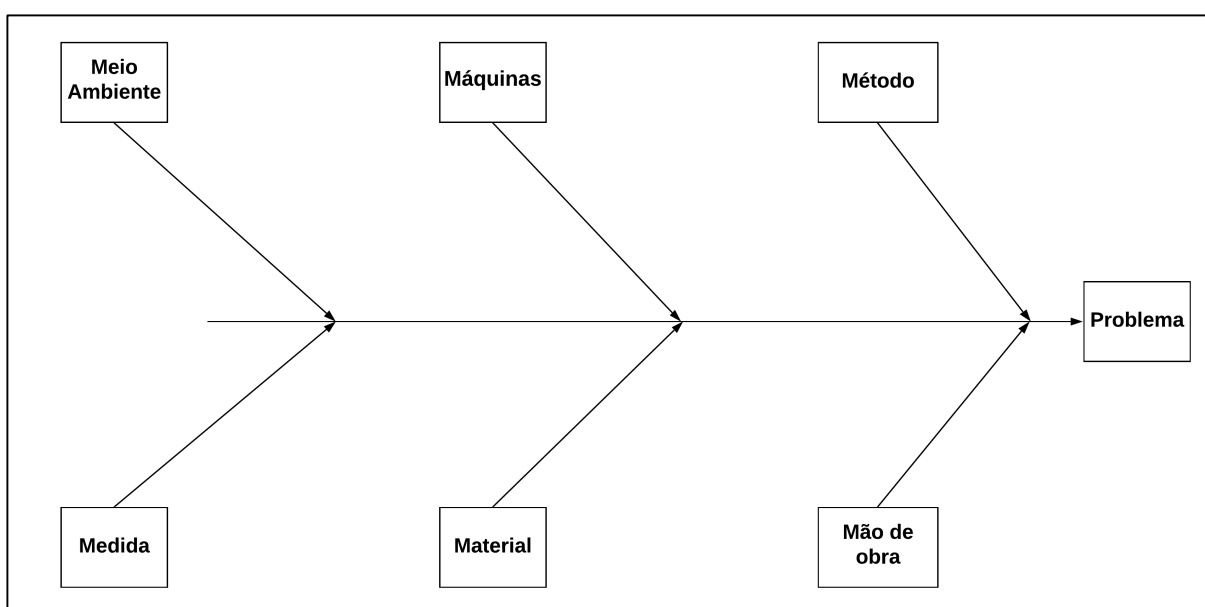 Meio
Ambiente
Máquinas
Método
Problema
Medida
Material
Mão de
obra